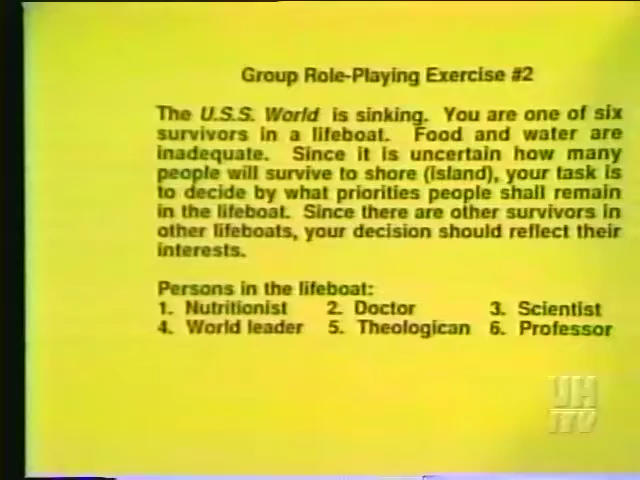 Group Role-Playing Exercise #2
The U.S.S. World is sinking. You are one of six
survivors in a lifeboat. Food and water are
inadequate. Since it is uncertain how many
people will survive to shore (island), your task is
to decide by what priorities people shall remain
in the lifeboat. Since there are other survivors in
other lifeboats, your decision should reflect their
interests.
Persons in the lifeboat:
1. Nutritionist 2. Doctor 3. Scientist
4. World leader 5. Theologican 6. Professor
UH
ITV